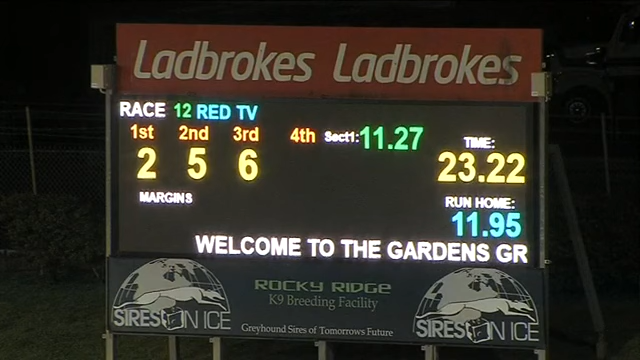 Ladbrokes Ladbrokes
RACE 12 RED TV
1st 2nd 3rd 4th Sect1: 11.27 TIME:
2 5 6 23.22
MARGINS RUN HOME:
11.95
WELCOME TO THE GARDENS GR
ROCKY RIDGE
K9 Breeding Facility
SIRES ON ICE SIRES ON ICE
Greyhound Sires of Tomorrows Future